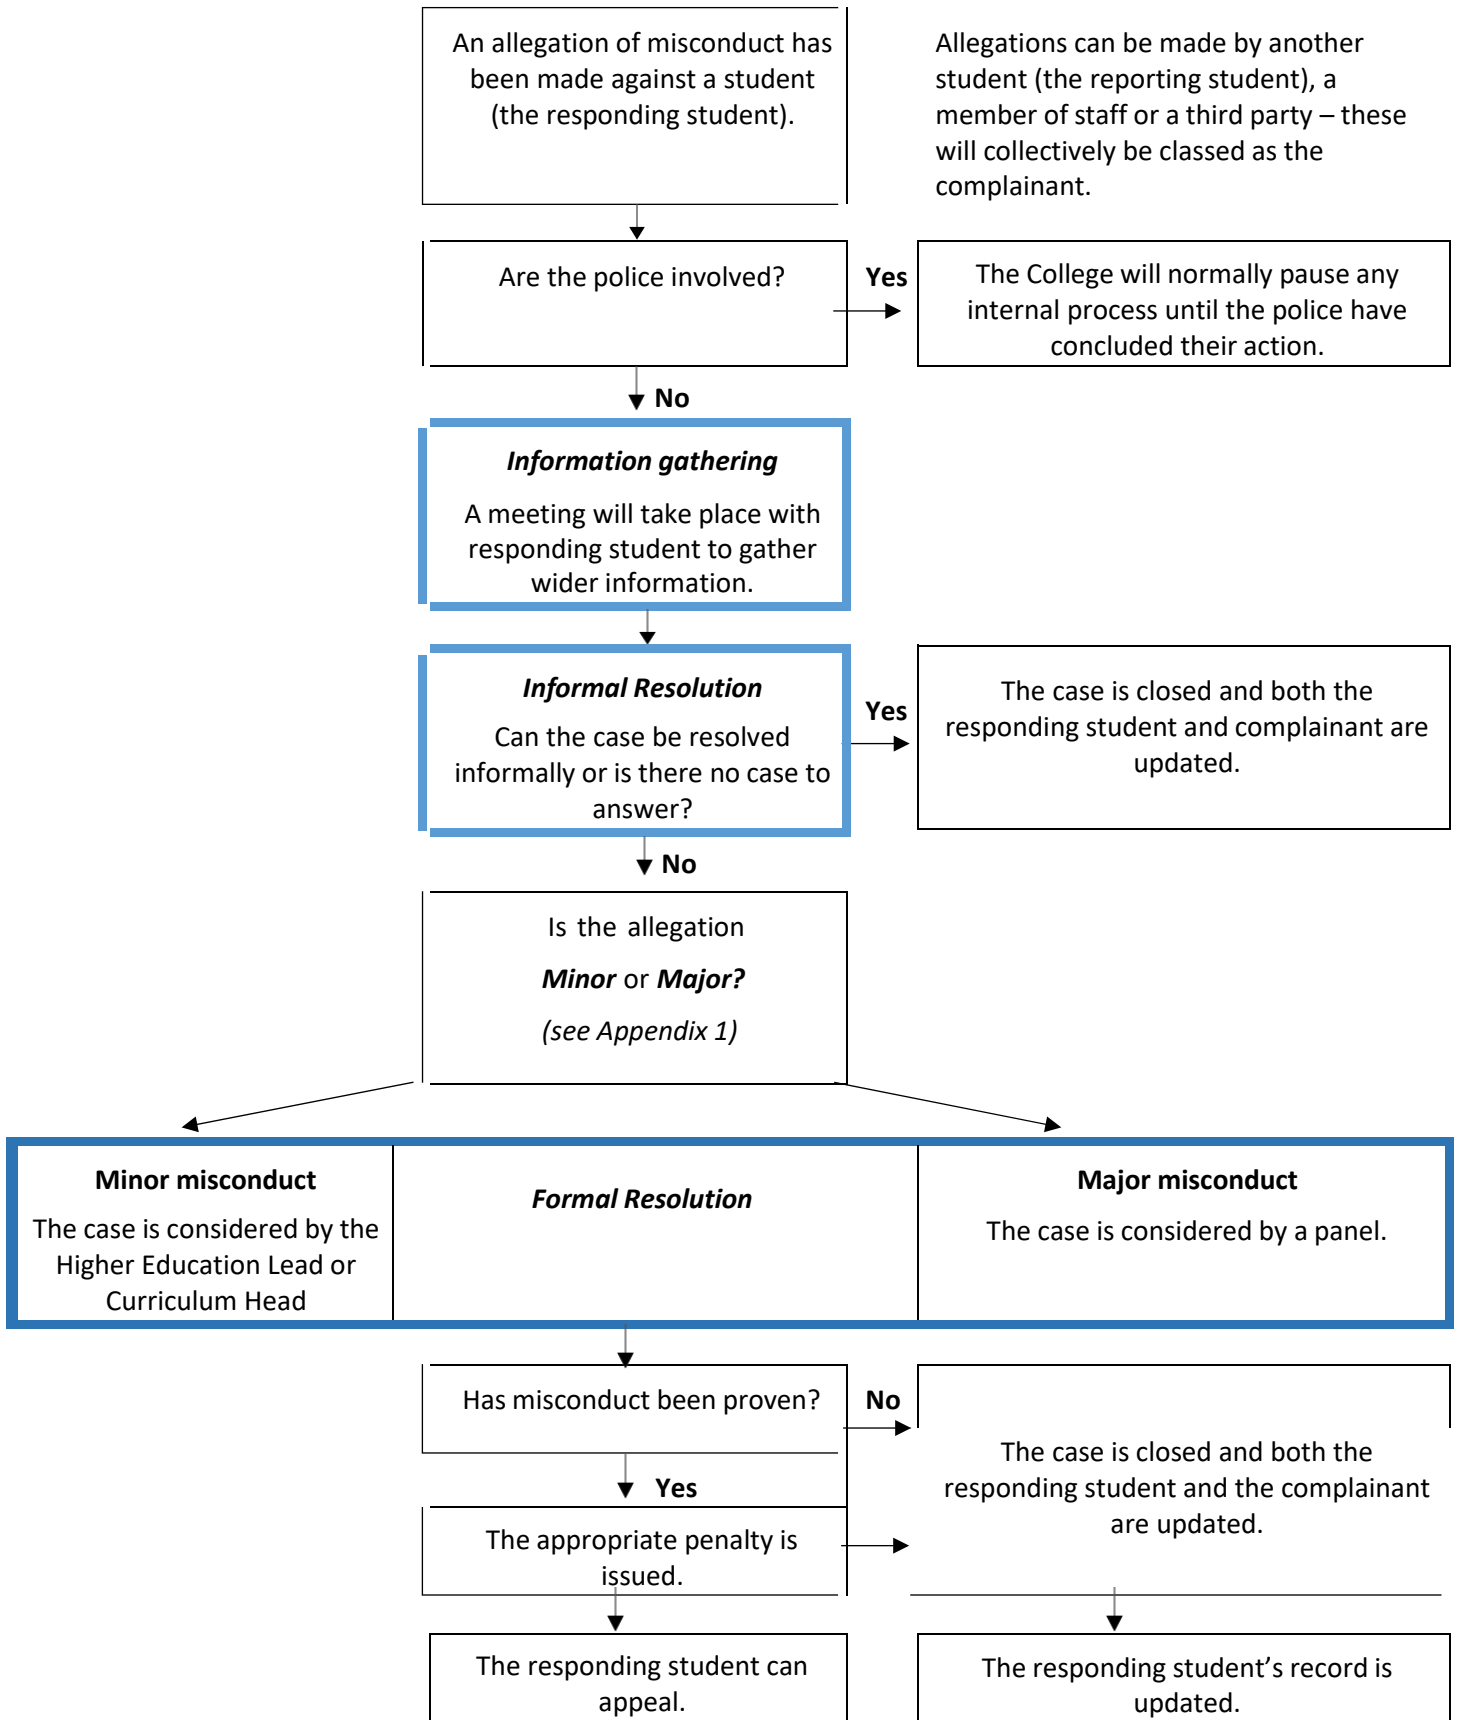 An allegation of misconduct has
been made against a student
(the responding student).
Allegations can be made by another
student (the reporting student), a
member of staff or a third party – these
will collectively be classed as the
complainant.
Are the police involved?
Yes
The College will normally pause any
internal process until the police have
concluded their action.
No
Information gathering
A meeting will take place with
responding student to gather
wider information.
Informal Resolution
Can the case be resolved
informally or is there no case to
answer?
Yes
The case is closed and both the
responding student and complainant are
updated.
No
Is the allegation
Minor or Major?
(see Appendix 1)
Minor misconduct
The case is considered by the
Higher Education Lead or
Curriculum Head
Formal Resolution
Major misconduct
The case is considered by a panel.
Has misconduct been proven?
No
The case is closed and both the
responding student and the complainant
are updated.
Yes
The appropriate penalty is
issued.
The responding student can
appeal.
The responding student’s record is
updated.